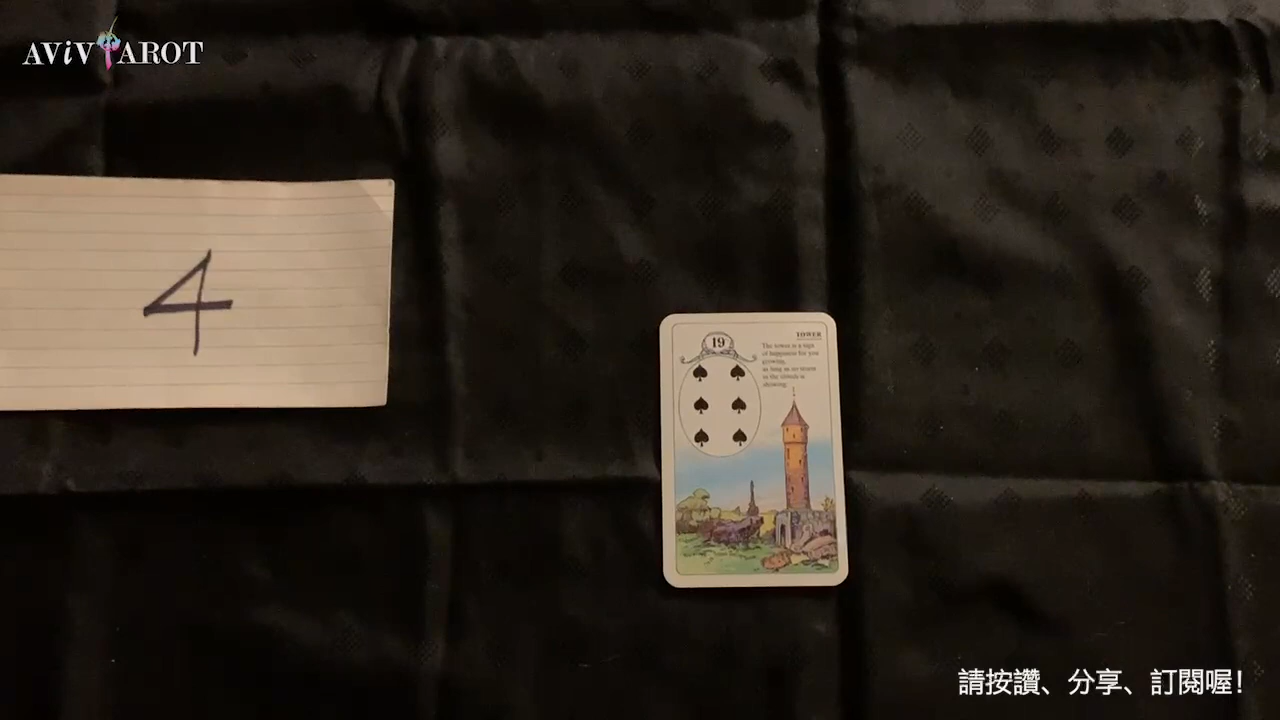 AViVTAROT
4
19
TOWER
The tower is a sign
of happiness for you
growing,
as long as no storm
in the clouds is
showing.
請按讚、分享、訂閱喔!